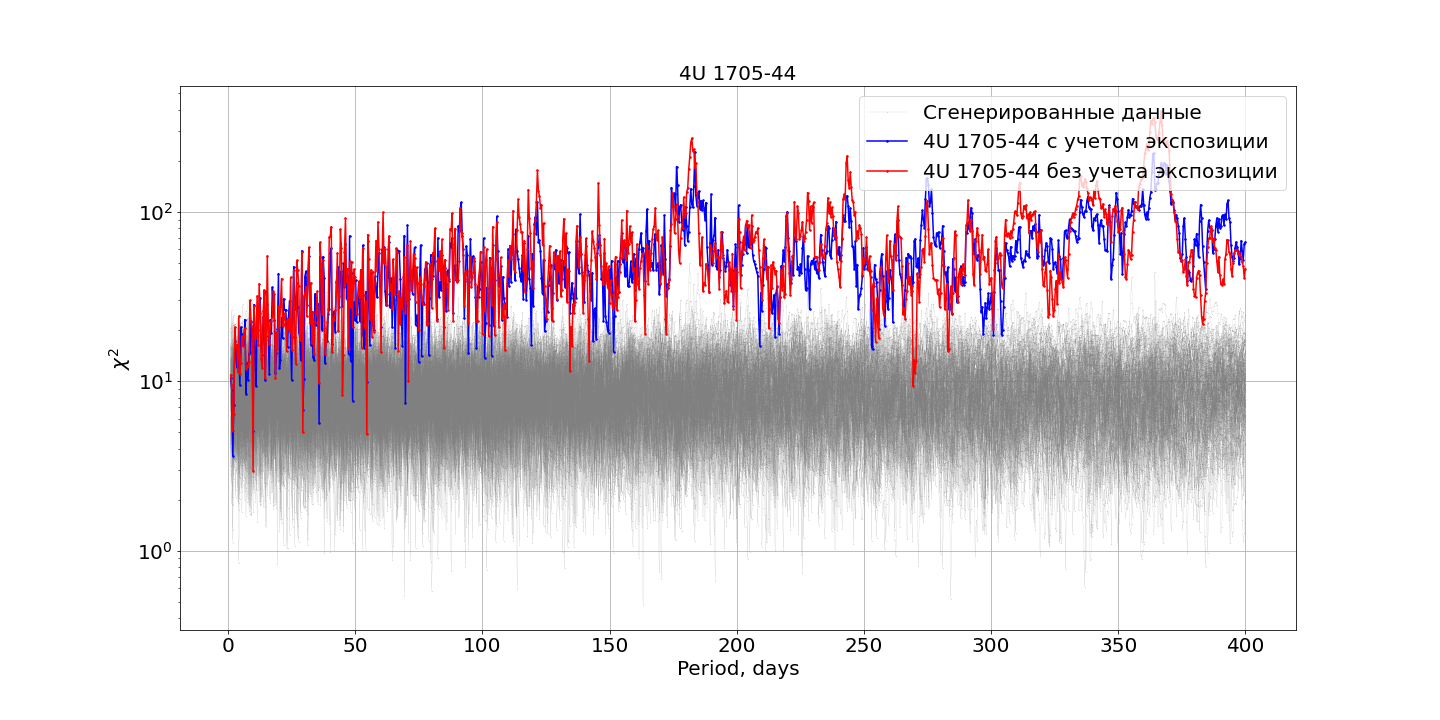 4U 1705-44
Сгенерированные данные
4U 1705-44 с учетом экспозиции
4U 1705-44 без учета экспозиции
χ²
10²
10¹
10⁰
0 50 100 150 200 250 300 350 400
Period, days